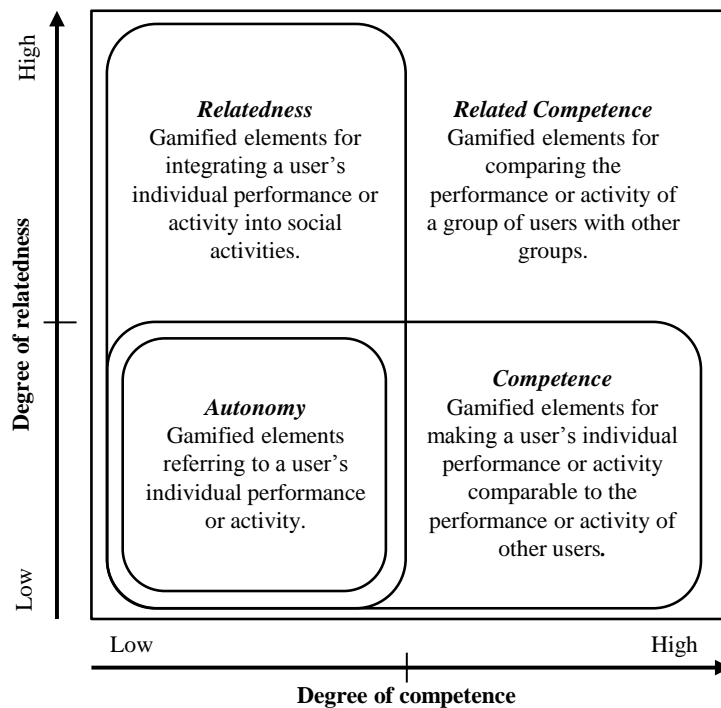 High
Degree of relatedness
Low
Relatedness
Gamified elements for
integrating a user’s
individual performance or
activity into social
activities.
Related Competence
Gamified elements for
comparing the
performance or activity of
a group of users with other
groups.
Autonomy
Gamified elements
referring to a user’s
individual performance
or activity.
Competence
Gamified elements for
making a user’s individual
performance or activity
comparable to the
performance or activity of
other users.
Low
High
Degree of competence